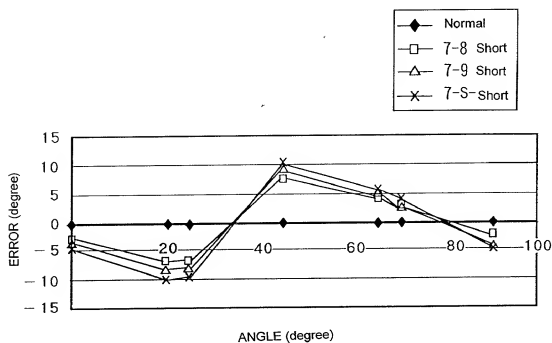 Normal
7-8 Short
7-9 Short
7-S-Short
15
10
5
0
-5
-10
-15
20 40 60 80 100
ERROR (degree)
ANGLE (degree)